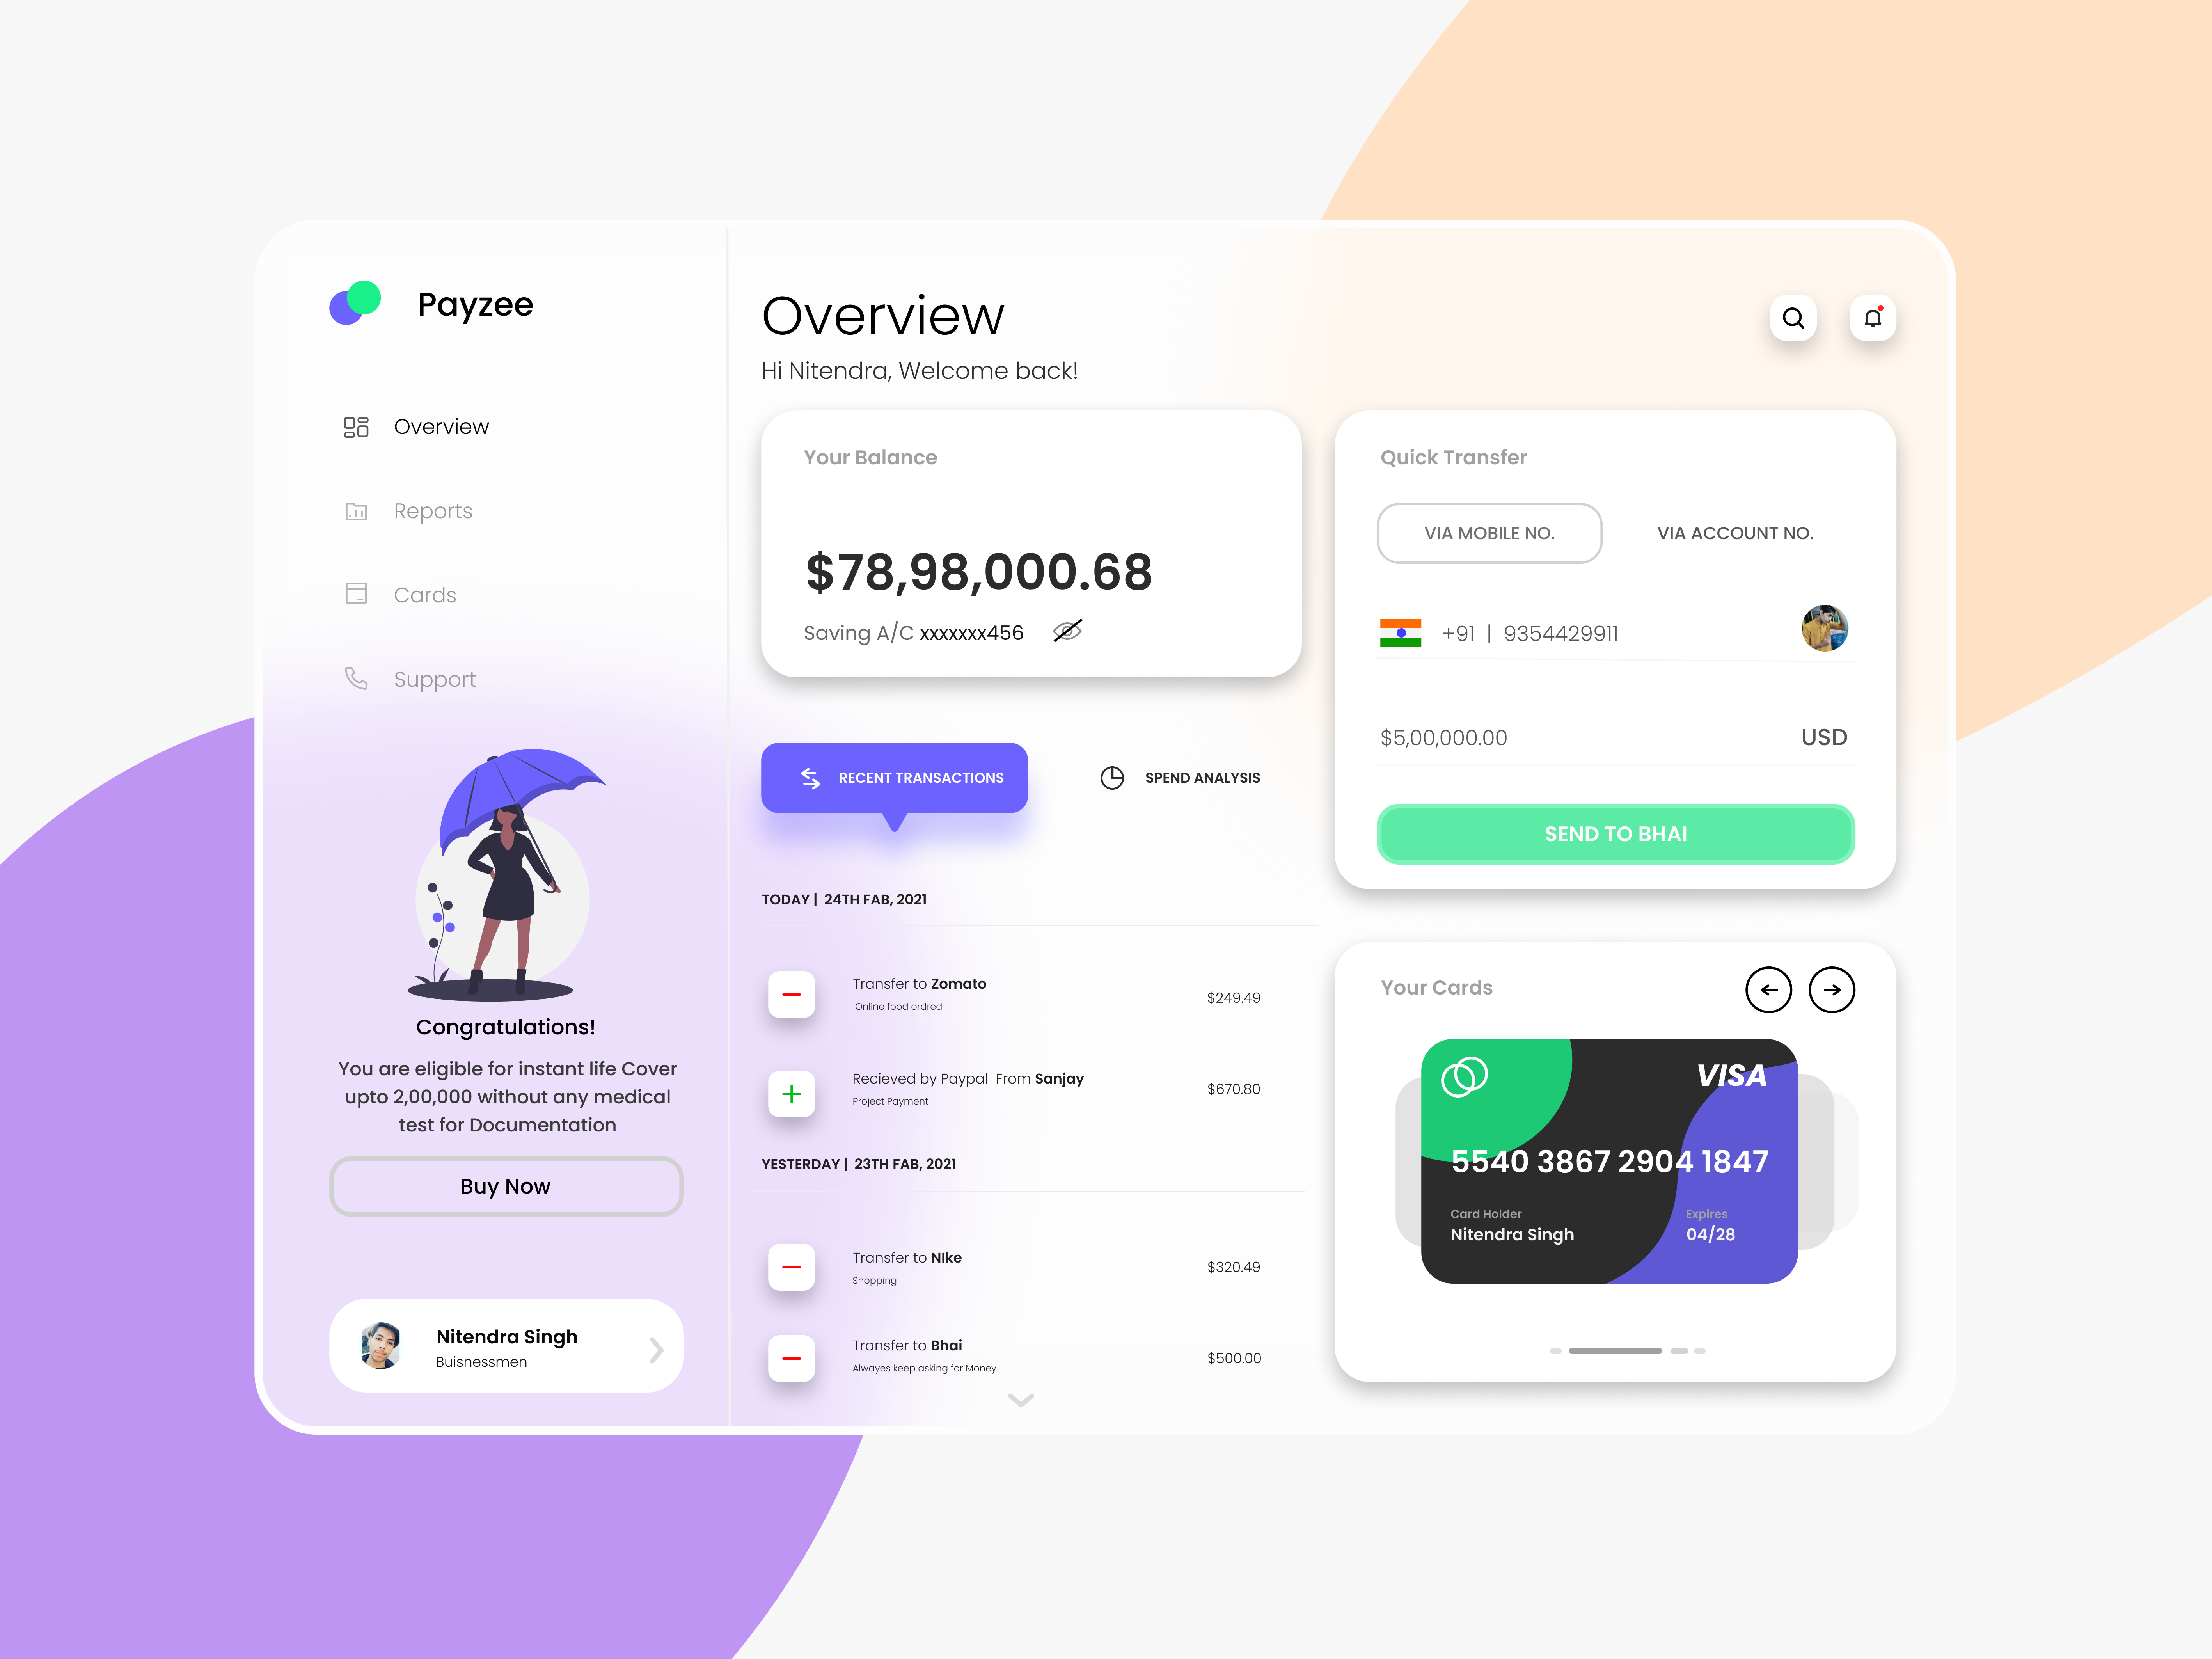 Payzee
Overview
Reports
Cards
Support
Congratulations!
You are eligible for instant life Cover
upto 2,00,000 without any medical
test for Documentation
Buy Now
Nitendra Singh
Buisnessmen
Overview
Hi Nitendra, Welcome back!
Your Balance
$78,98,000.68
Saving A/C xxxxxxx456
RECENT TRANSACTIONS
SPEND ANALYSIS
TODAY | 24TH FAB, 2021
Transfer to Zomato
Online food ordred
$249.49
Recieved by Paypal From Sanjay
Project Payment
$670.80
YESTERDAY | 23TH FAB, 2021
Transfer to NIke
Shopping
$320.49
Transfer to Bhai
Alwayes keep asking for Money
$500.00
Quick Transfer
VIA MOBILE NO.
VIA ACCOUNT NO.
+91 | 9354429911
$5,00,000.00
USD
SEND TO BHAI
Your Cards
VISA
5540 3867 2904 1847
Card Holder
Expires
Nitendra Singh
04/28